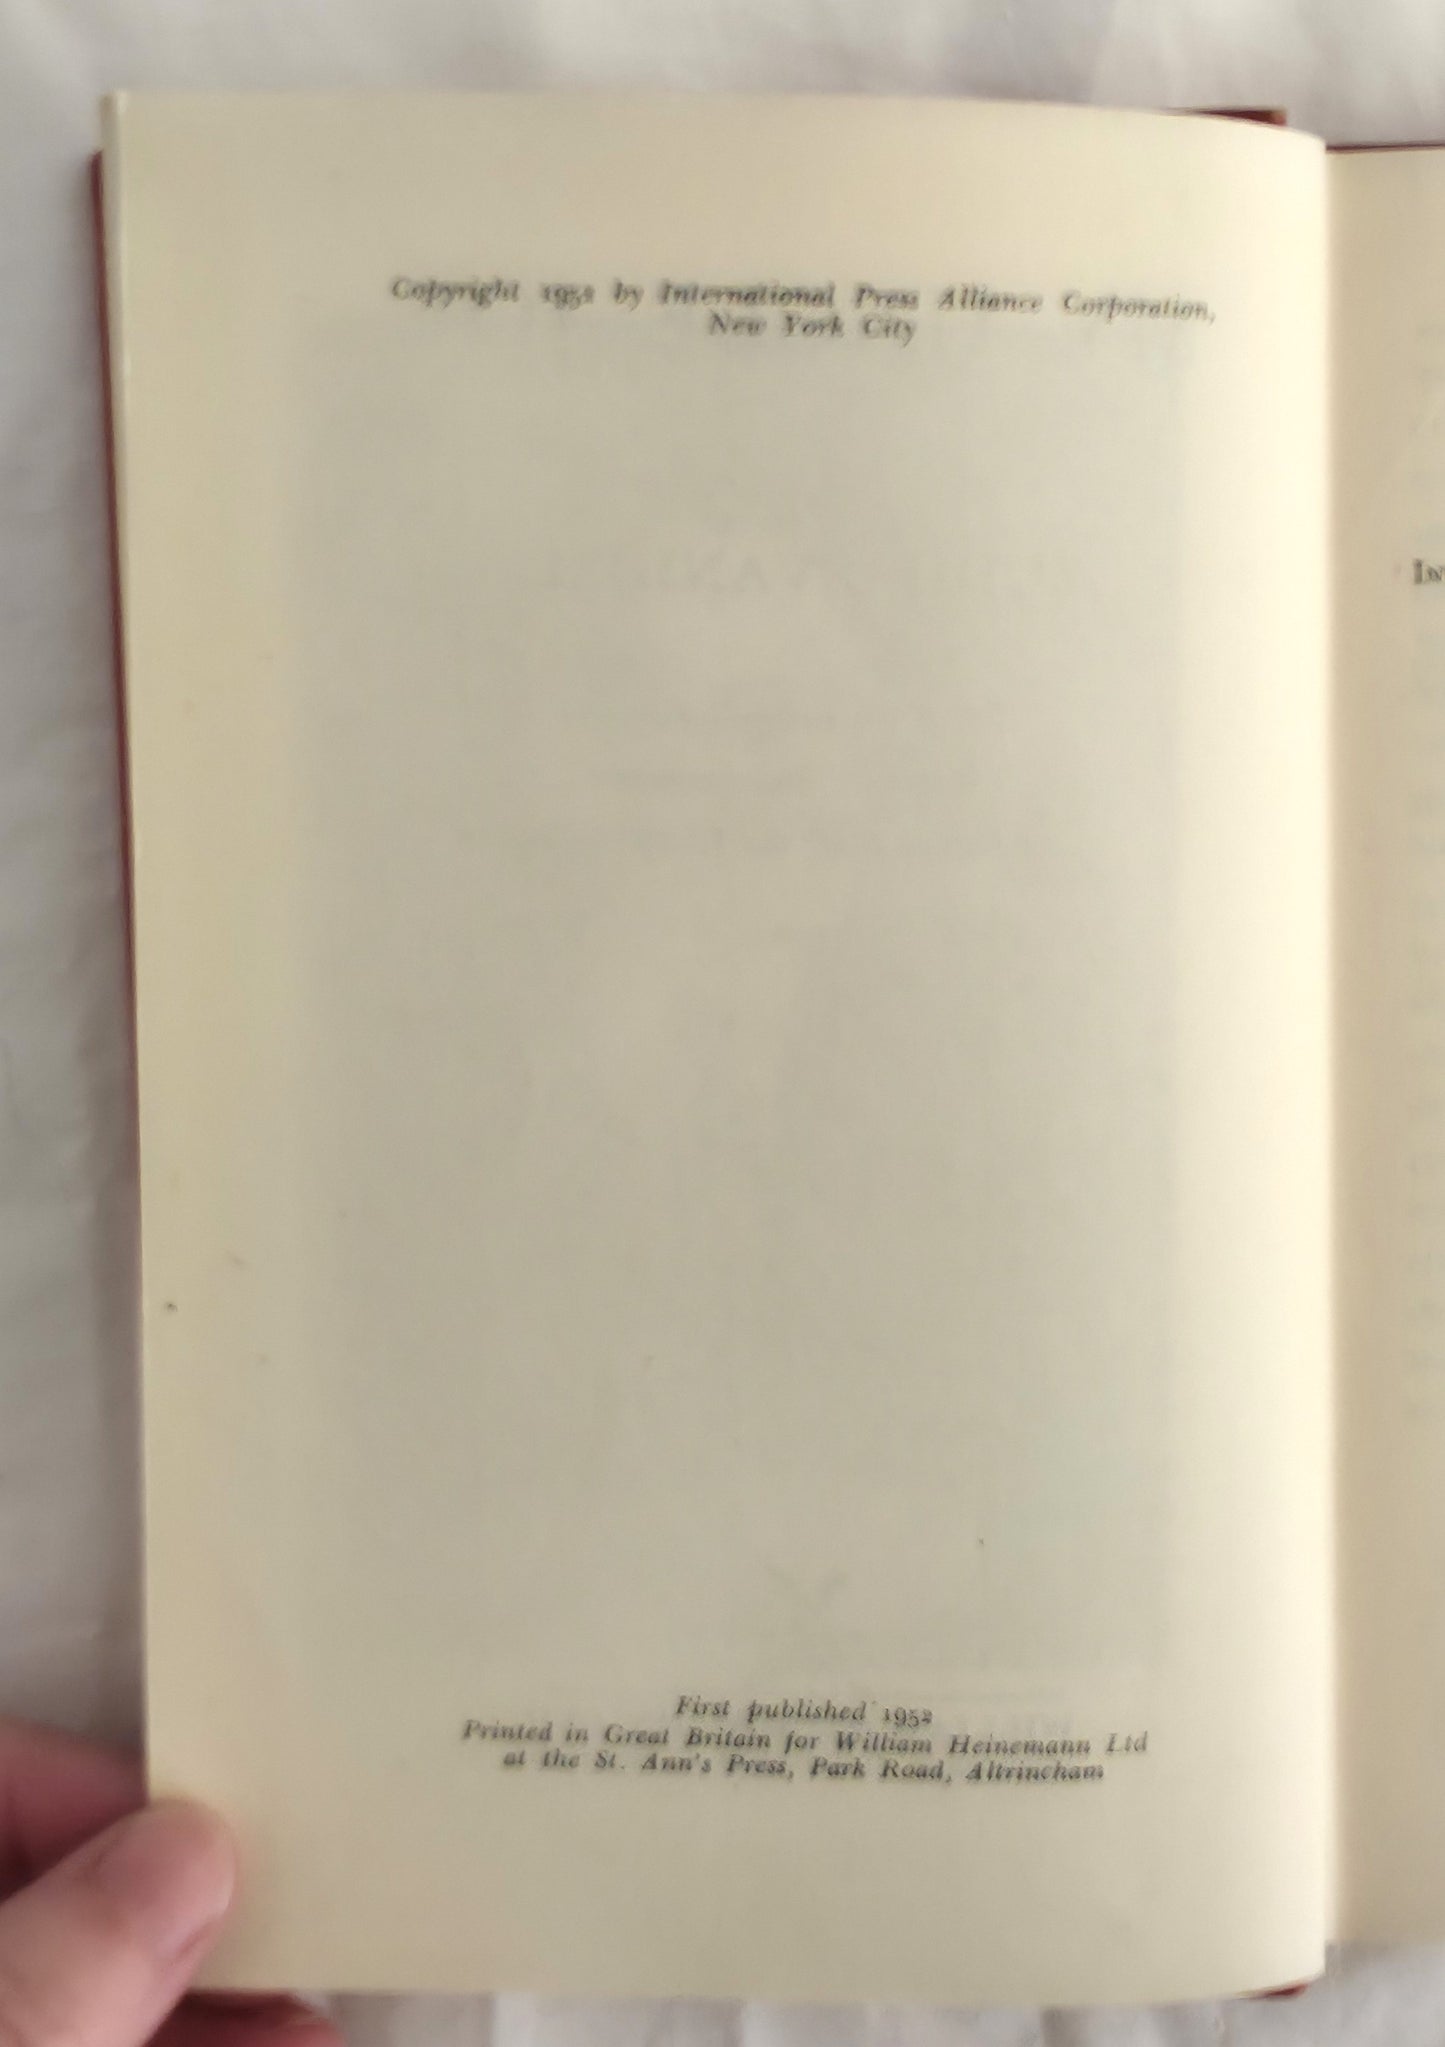 Copyright 1952 by International Press Alliance Corporation,
New York City
First published 1952
Printed in Great Britain for William Heinemann Ltd
at the St. Ann's Press, Park Road, Altrincham